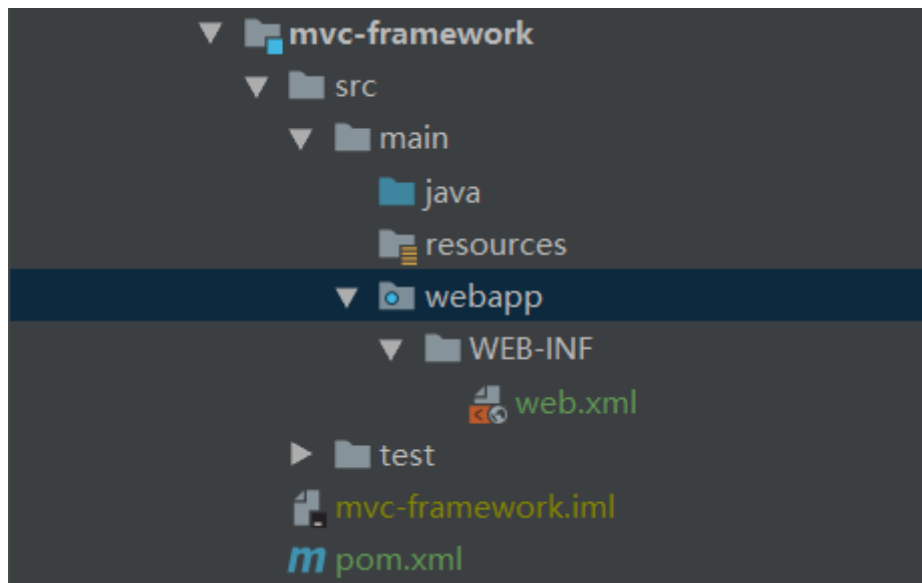 mvc-framework
src
main
java
resources
webapp
WEB-INF
web.xml
test
mvc-framework.iml
pom.xml